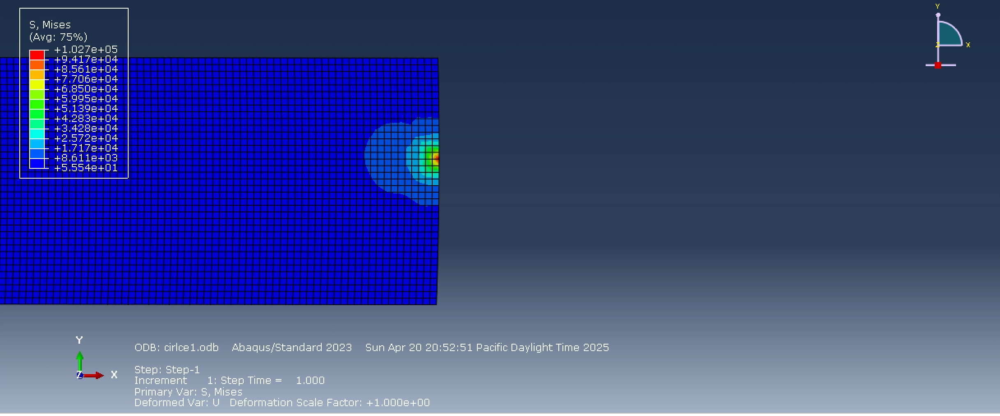 S, Mises
(Avg: 75%)
+1.027e+05
+9.417e+04
+8.561e+04
+7.706e+04
+6.850e+04
+5.995e+04
+5.139e+04
+4.283e+04
+3.428e+04
+2.572e+04
+1.717e+04
+8.611e+03
+5.554e+01
Y
Z
X
Y
Z
X
ODB: cirlce1.odb Abaqus/Standard 2023 Sun Apr 20 20:52:51 Pacific Daylight Time 2025
Step: Step-1
Increment 1: Step Time = 1.000
Primary Var: S, Mises
Deformed Var: U Deformation Scale Factor: +1.000e+00